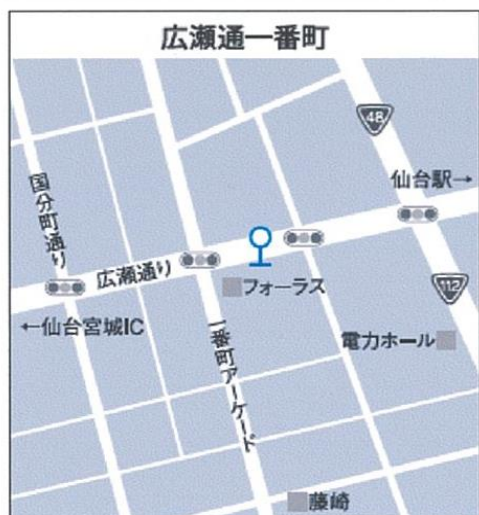 広瀬通一番町
48
仙台駅→
国分町通り
広瀬通り
フォーラス
112
←仙台宮城IC
一番町アーケード
電力ホール
藤崎